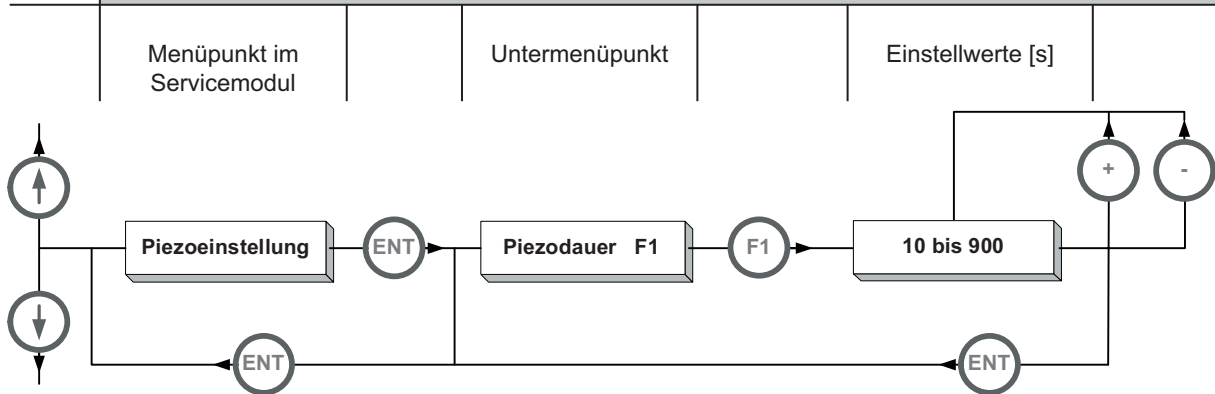 Menüpunkt im
Servicemodul
Untermenüpunkt
Einstellwerte [s]
+
-
Piezoeinstellung
ENT
Piezodauer F1
F1
10 bis 900
ENT
ENT